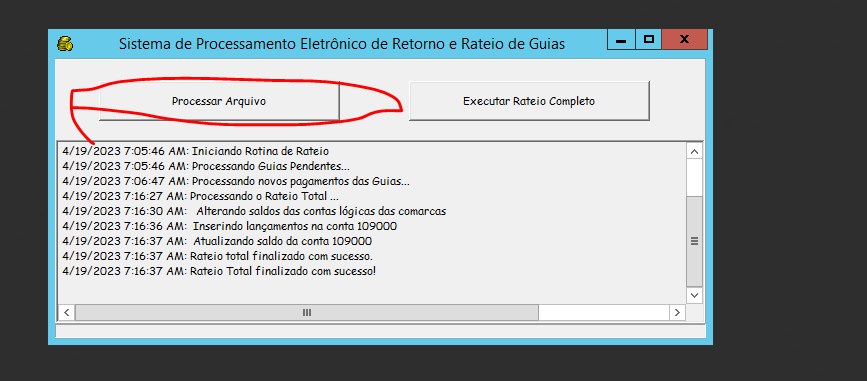 Sistema de Processamento Eletrônico de Retorno e Rateio de Guias
Processar Arquivo
Executar Rateio Completo
4/19/2023 7:05:46 AM: Iniciando Rotina de Rateio
4/19/2023 7:05:46 AM: Processando Guias Pendentes...
4/19/2023 7:06:47 AM: Processando novos pagamentos das Guias...
4/19/2023 7:16:27 AM: Processando o Rateio Total ...
4/19/2023 7:16:30 AM:   Alterando saldos das contas lógicas das comarcas
4/19/2023 7:16:36 AM:  Inserindo lançamentos na conta 109000
4/19/2023 7:16:37 AM:  Atualizando saldo da conta 109000
4/19/2023 7:16:37 AM: Rateio total finalizado com sucesso.
4/19/2023 7:16:37 AM: Rateio Total finalizado com sucesso!